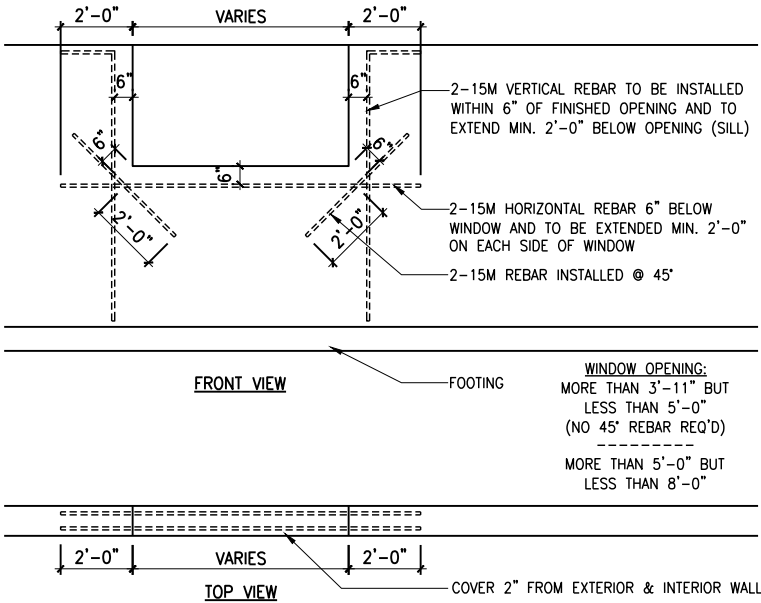 2'-0" VARIES 2'-0"
6" 6"
2-15M VERTICAL REBAR TO BE INSTALLED
WITHIN 6" OF FINISHED OPENING AND TO
EXTEND MIN. 2'-0" BELOW OPENING (SILL)
6" 6" 6"
2'-0" 2'-0"
2-15M HORIZONTAL REBAR 6" BELOW
WINDOW AND TO BE EXTENDED MIN. 2'-0"
ON EACH SIDE OF WINDOW
2-15M REBAR INSTALLED @ 45°
FRONT VIEW
FOOTING
WINDOW OPENING:
MORE THAN 3'-11" BUT
LESS THAN 5'-0"
(NO 45° REBAR REQ'D)
----------
MORE THAN 5'-0" BUT
LESS THAN 8'-0"
2'-0" VARIES 2'-0"
TOP VIEW
COVER 2" FROM EXTERIOR & INTERIOR WALL